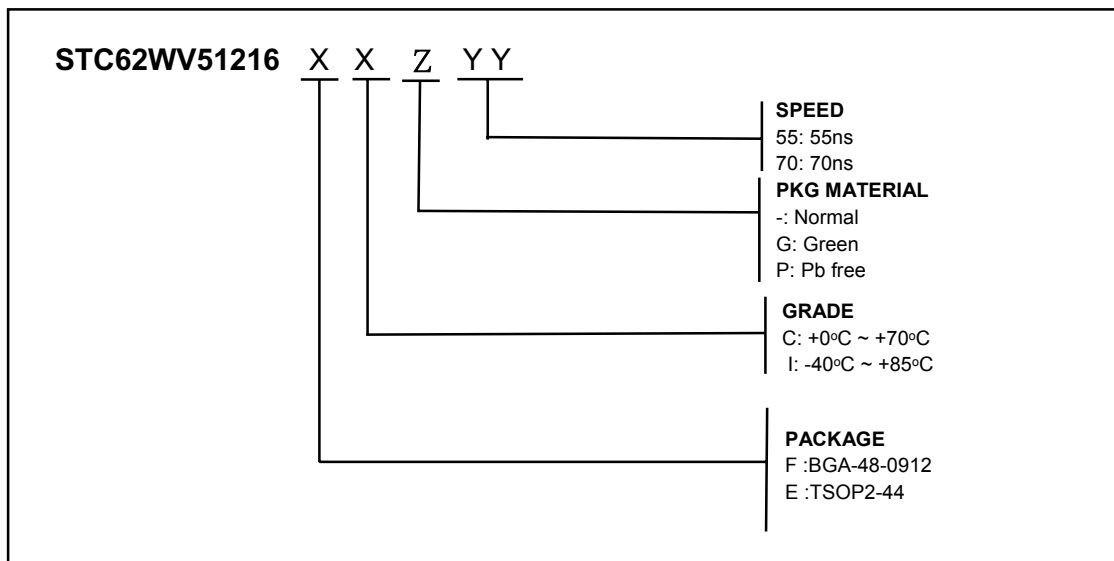 STC62WV51216 X X Z Y Y
SPEED
55: 55ns
70: 70ns
PKG MATERIAL
-: Normal
G: Green
P: Pb free
GRADE
C: +0oC ~ +70oC
I: -40oC ~ +85oC
PACKAGE
F :BGA-48-0912
E :TSOP2-44